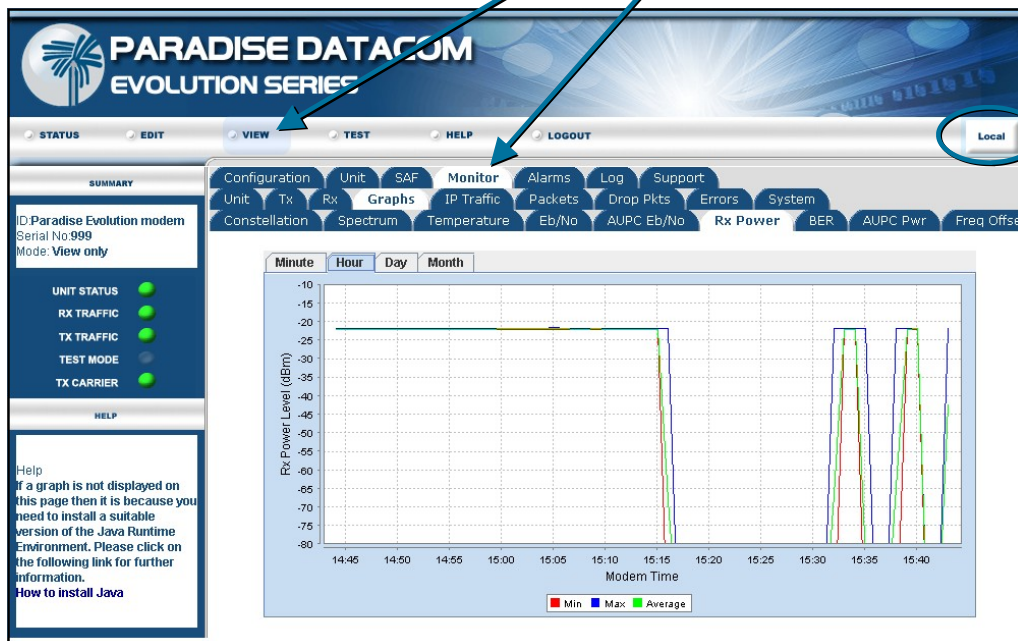 PARADISE DATACOM
EVOLUTION SERIES
STATUS EDIT VIEW TEST HELP LOGOUT Local
SUMMARY
ID:Paradise Evolution modem
Serial No:999
Mode: View only
UNIT STATUS
RX TRAFFIC
TX TRAFFIC
TEST MODE
TX CARRIER
HELP
Help
If a graph is not displayed on
this page then it is because you
need to install a suitable
version of the Java Runtime
Environment. Please click on
the following link for further
information.
How to install Java
Configuration Unit SAF Monitor Alarms Log Support
Unit Tx Rx Graphs IP Traffic Packets Drop Pkts Errors System
Constellation Spectrum Temperature Eb/No AUPC Eb/No Rx Power BER AUPC Pwr Freq Offse
Minute Hour Day Month
Rx Power Level (dBm)
-10
-15
-20
-25
-30
-35
-40
-45
-50
-55
-60
-65
-70
-75
-80
14:45 14:50 14:55 15:00 15:05 15:10 15:15 15:20 15:25 15:30 15:35 15:40
Modem Time
Min Max Average